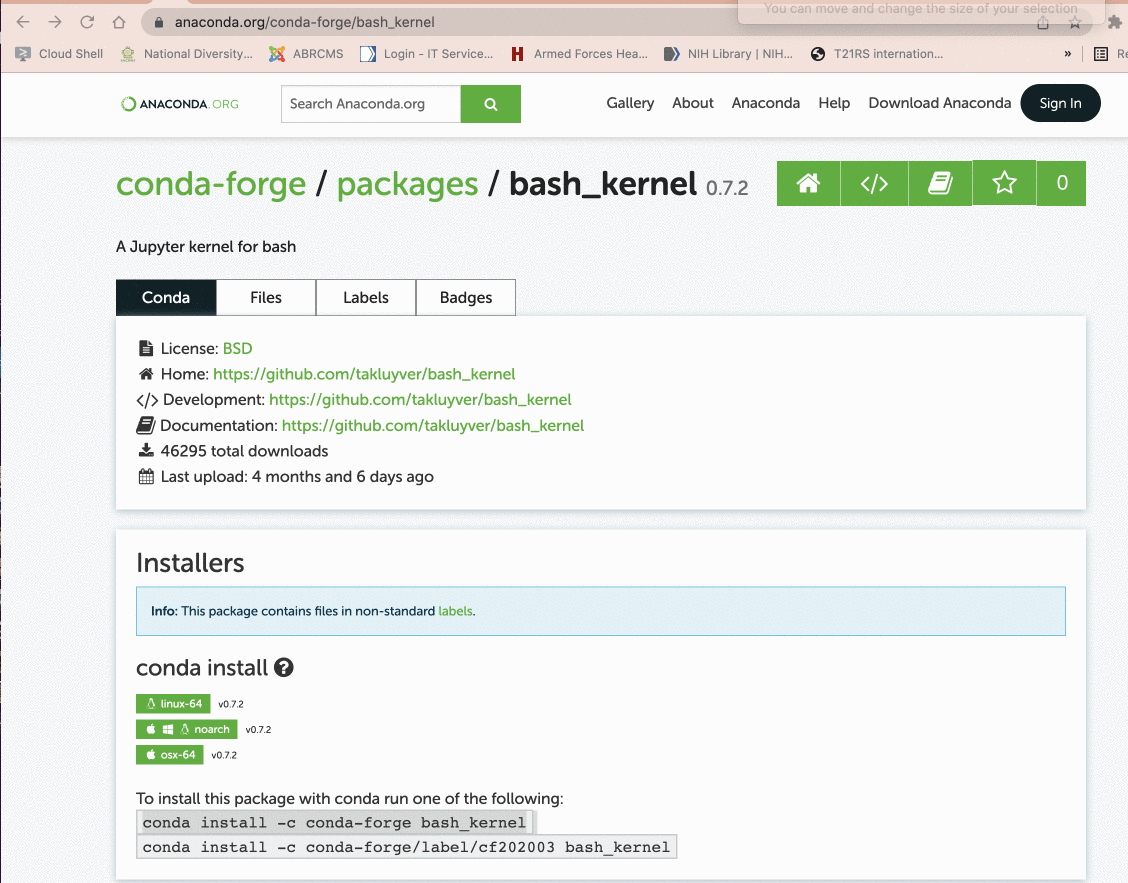 You can move and change the size of your selection
anaconda.org/conda-forge/bash_kernel
Cloud Shell National Diversity... ABRCMS Login - IT Service... Armed Forces Hea... NIH Library | NIH... T21RS internation... » Re
ANACONDA.ORG Search Anaconda.org Gallery About Anaconda Help Download Anaconda Sign In
conda-forge / packages / bash_kernel 0.7.2 </> 0
A Jupyter kernel for bash
Conda Files Labels Badges
License: BSD
Home: https://github.com/takluyver/bash_kernel
</> Development: https://github.com/takluyver/bash_kernel
Documentation: https://github.com/takluyver/bash_kernel
46295 total downloads
Last upload: 4 months and 6 days ago
Installers
Info: This package contains files in non-standard labels.
conda install ?
linux-64 v0.7.2
noarch v0.7.2
osx-64 v0.7.2
To install this package with conda run one of the following:
conda install -c conda-forge bash_kernel
conda install -c conda-forge/label/cf202003 bash_kernel